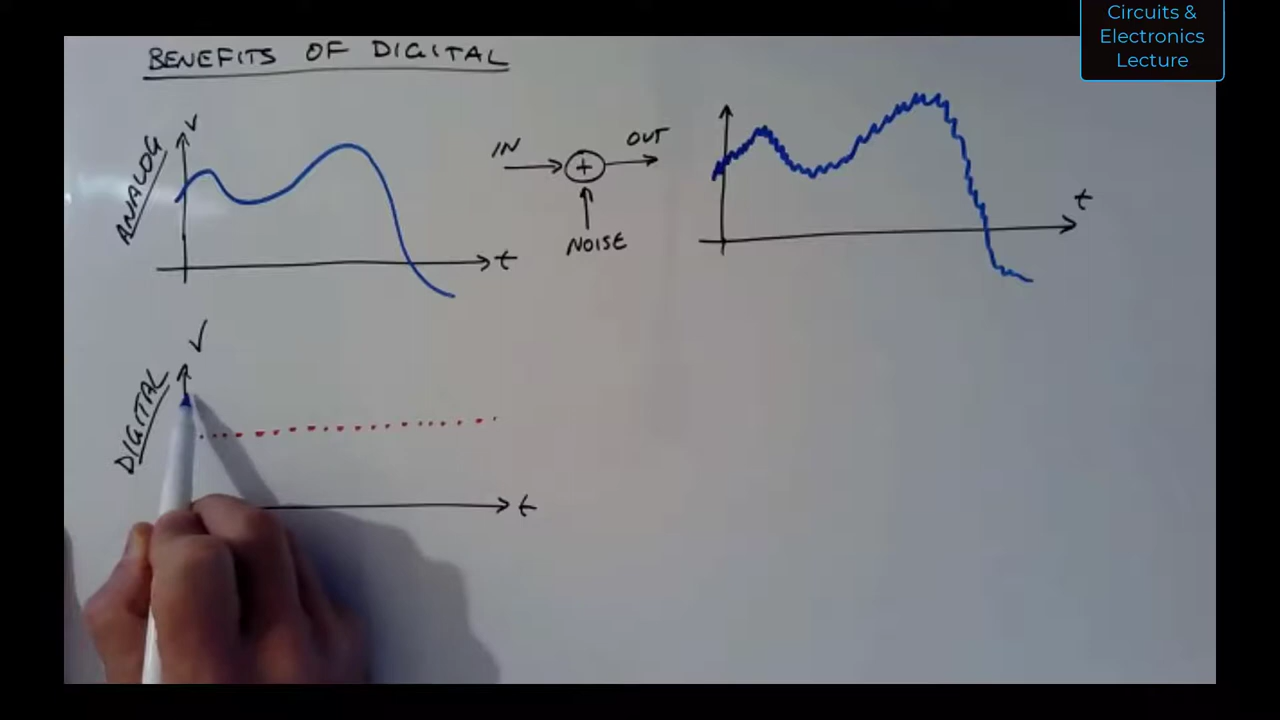 Circuits &
Electronics
Lecture
BENEFITS OF DIGITAL
ANALOG
V
t
IN
+
OUT
NOISE
t
DIGITAL
V
t